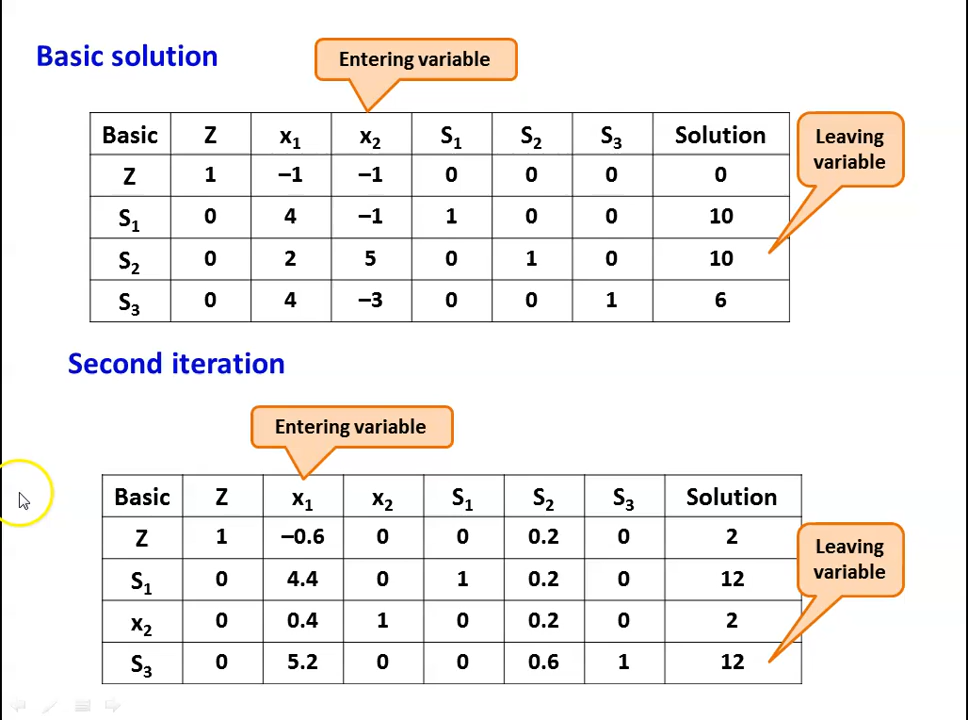 Basic solution
Entering variable
Basic Z x₁ x₂ S₁ S₂ S₃ Solution
Z 1 –1 –1 0 0 0 0
S₁ 0 4 –1 1 0 0 10
S₂ 0 2 5 0 1 0 10
S₃ 0 4 –3 0 0 1 6
Leaving
variable
Second iteration
Entering variable
Basic Z x₁ x₂ S₁ S₂ S₃ Solution
Z 1 –0.6 0 0 0.2 0 2
S₁ 0 4.4 0 1 0.2 0 12
x₂ 0 0.4 1 0 0.2 0 2
S₃ 0 5.2 0 0 0.6 1 12
Leaving
variable